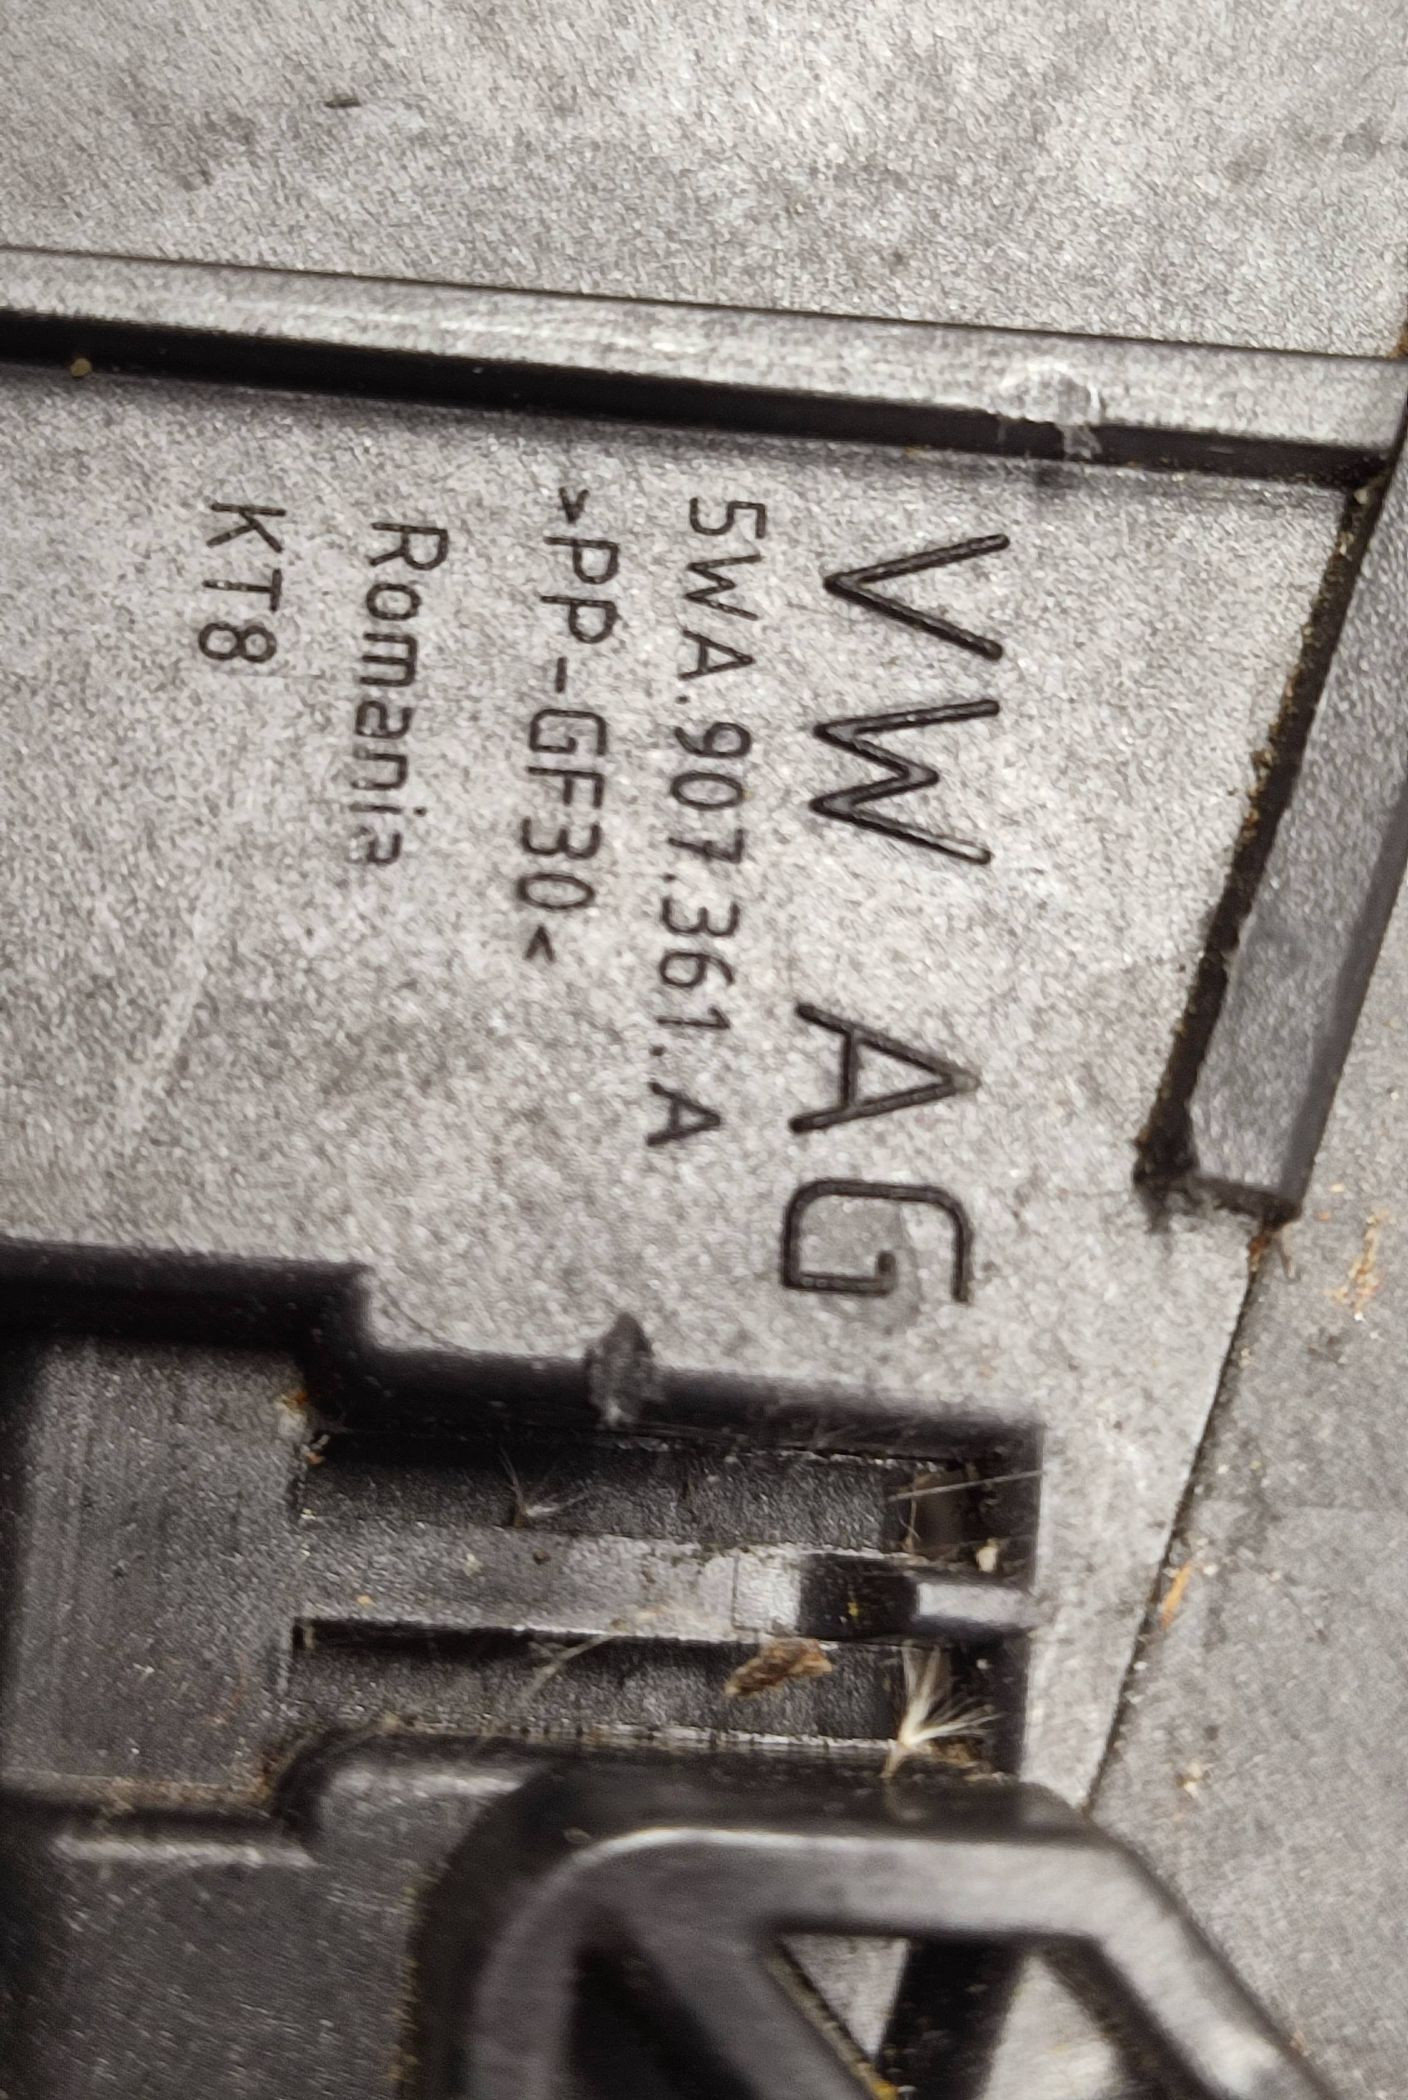 VW AG
5WA.907.361.A
>PP-GF30<
Romania
KT8